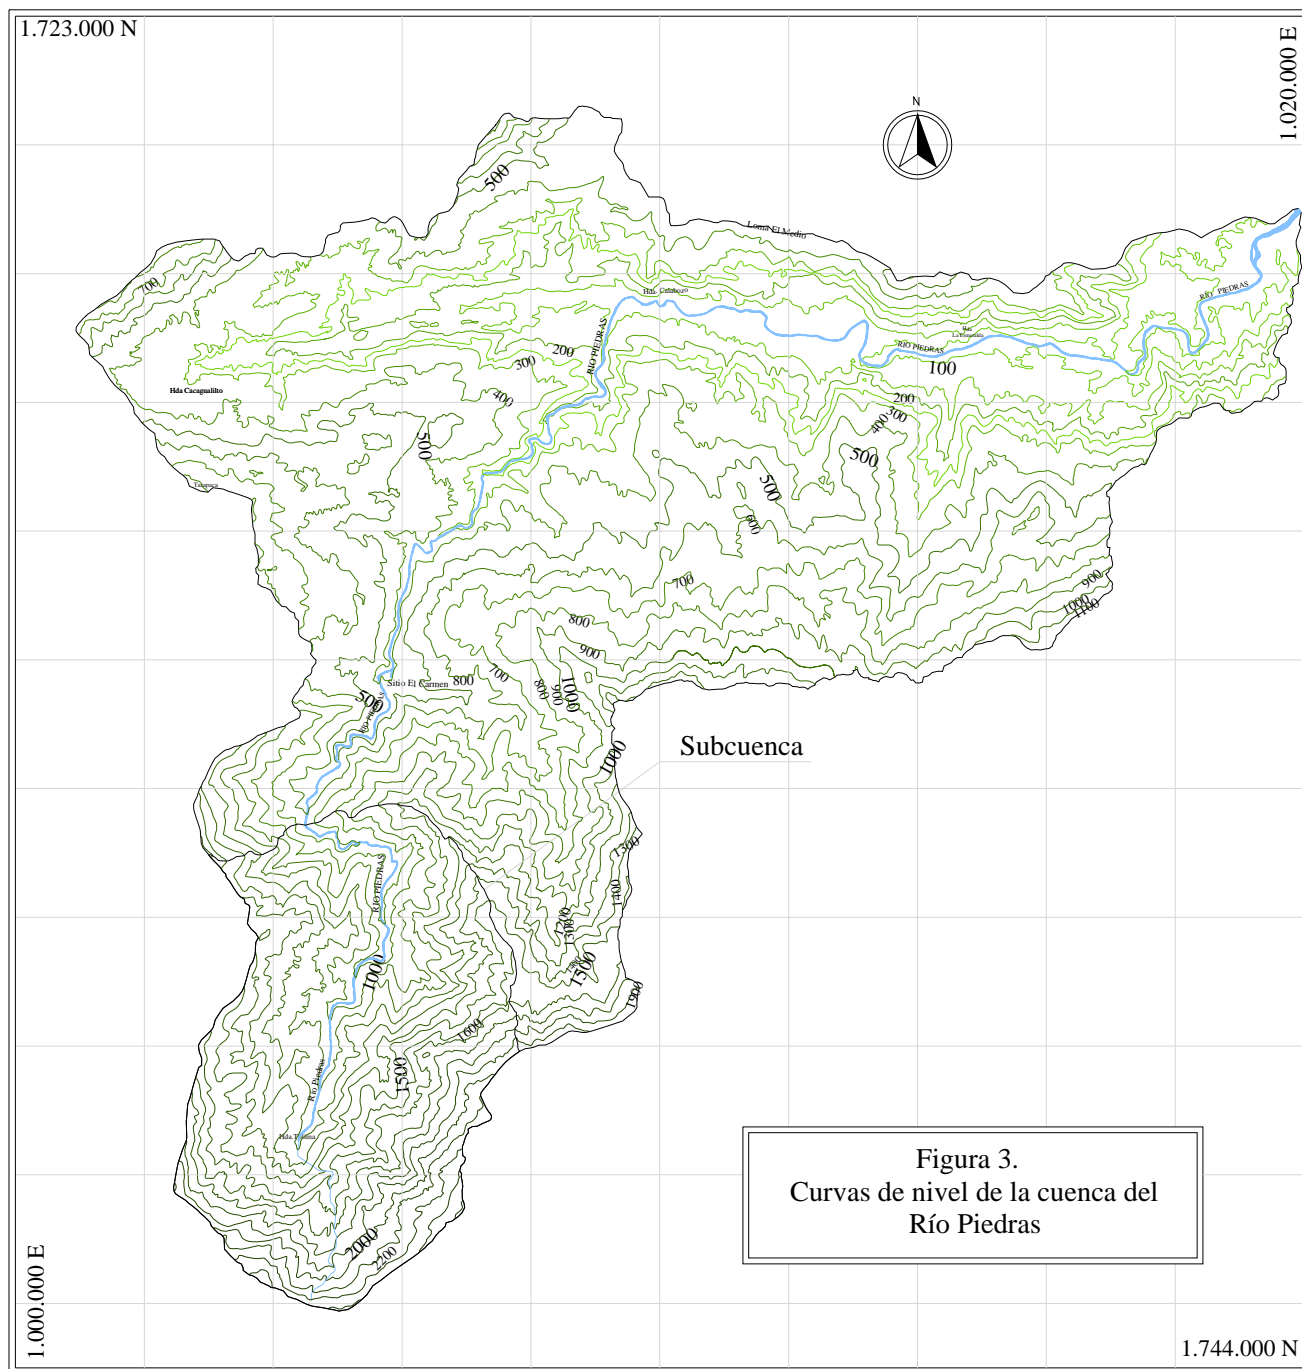 1.723.000 N
1.020.000 E
N
500
Loma El Medio
700
Hda. Calabozo
RÍO PIEDRAS
RÍO PIEDRAS
Hda
RÍO PIEDRAS
200
300
100
Hda Cacagualito
400
200
300
400
500
500
500
600
700
900
1000
1100
800
900
Sitio El Carmen
800
700
800
900
1000
500
RÍO PIEDRAS
1000
Subcuenca
1300
RÍO PIEDRAS
1400
1200
1300
1500
1000
1900
1600
1500
Río Piedras
2000
2200
Figura 3.
Curvas de nivel de la cuenca del
Río Piedras
1.000.000 E
1.744.000 N